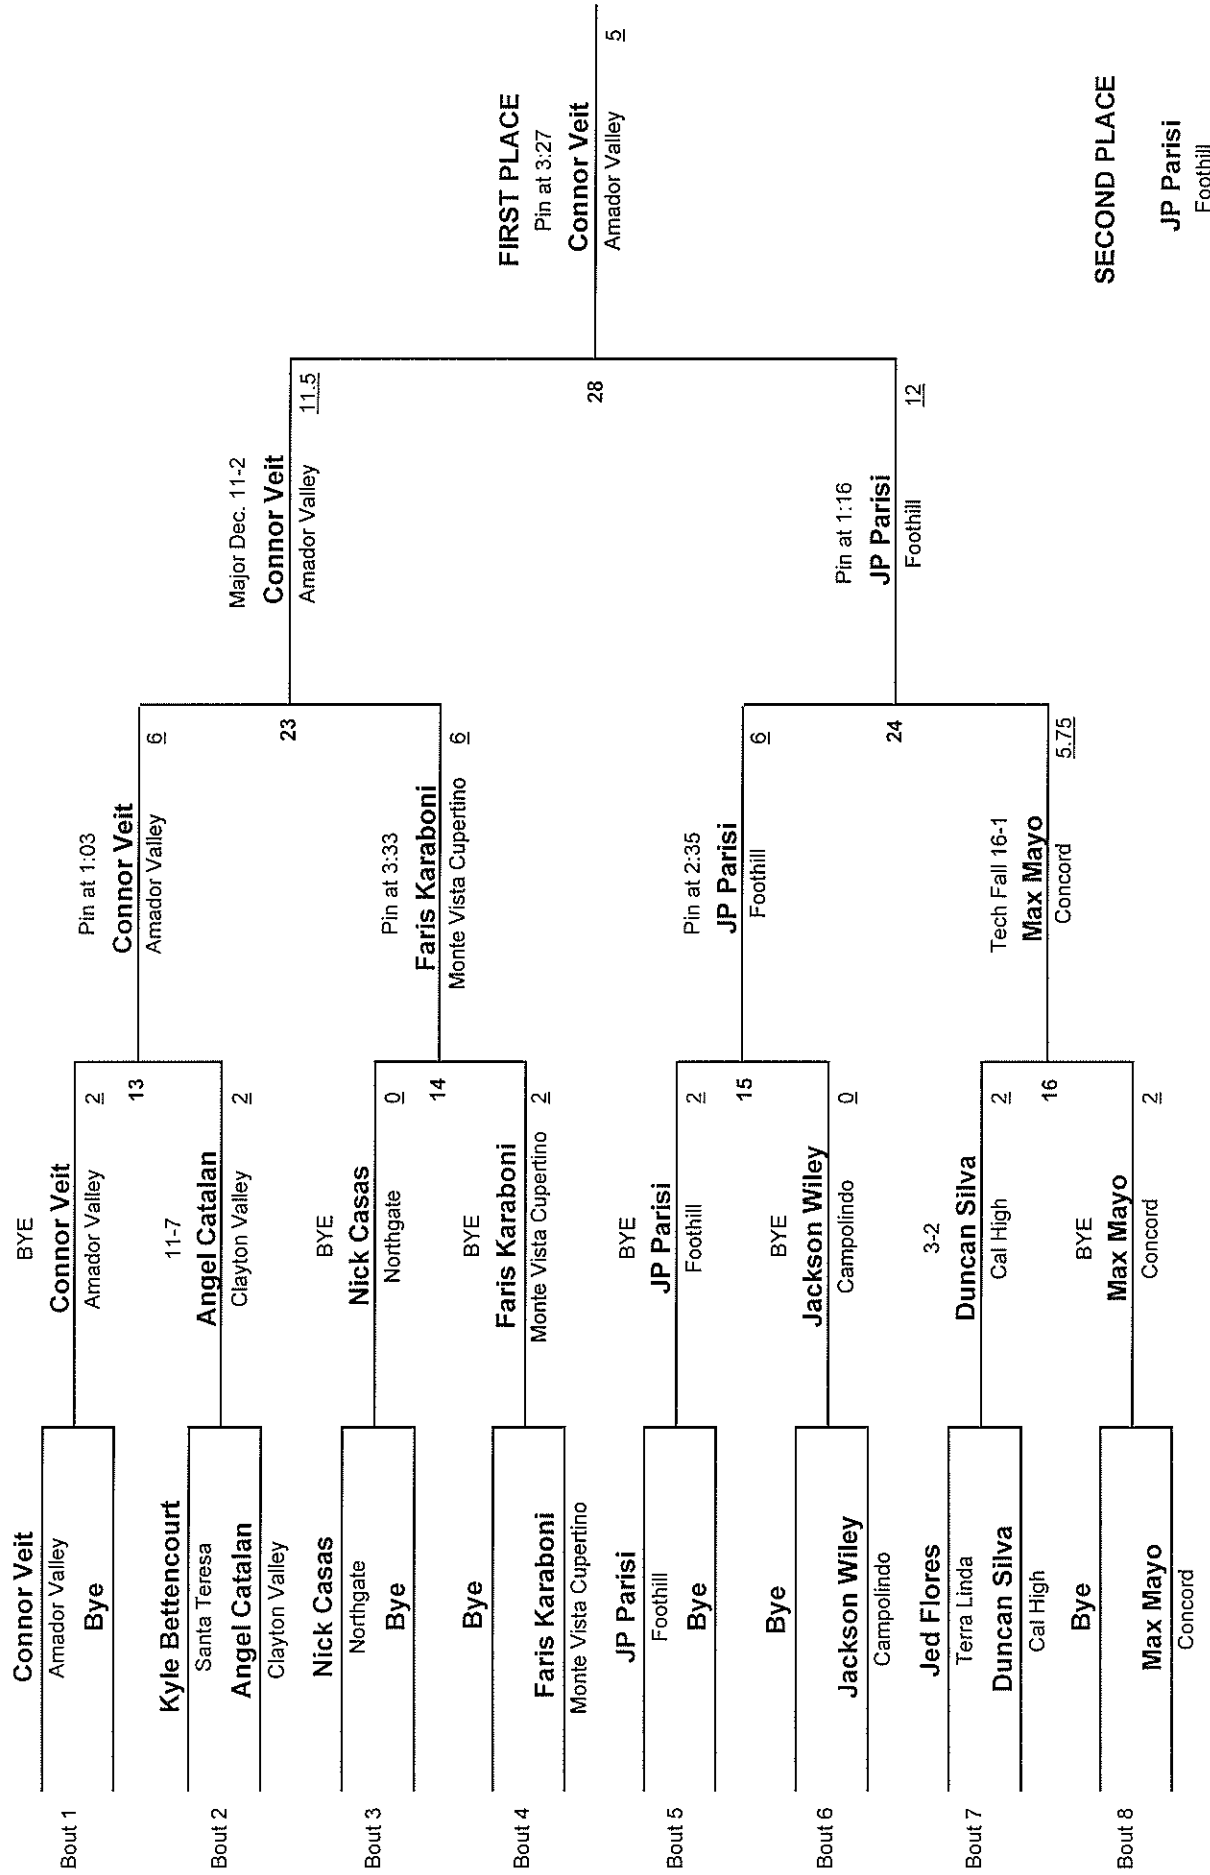 Bout 1
Connor Veit
Amador Valley
Bye
Bout 2
Kyle Bettencourt
Santa Teresa
Angel Catalan
Clayton Valley
Bout 3
Nick Casas
Northgate
Bye
Bout 4
Bye
Faris Karaboni
Monte Vista Cupertino
Bout 5
JP Parisi
Foothill
Bye
Bout 6
Bye
Jackson Wiley
Campolindo
Bout 7
Jed Flores
Terra Linda
Duncan Silva
Cal High
Bout 8
Bye
Max Mayo
Concord
BYE
Connor Veit
Amador Valley
2
13
11-7
Angel Catalan
Clayton Valley
2
BYE
Nick Casas
Northgate
0
14
BYE
Faris Karaboni
Monte Vista Cupertino
2
BYE
JP Parisi
Foothill
2
15
BYE
Jackson Wiley
Campolindo
0
3-2
Duncan Silva
Cal High
2
16
BYE
Max Mayo
Concord
2
Pin at 1:03
Connor Veit
Amador Valley
6
23
Pin at 3:33
Faris Karaboni
Monte Vista Cupertino
6
Pin at 2:35
JP Parisi
Foothill
6
24
Tech Fall 16-1
Max Mayo
Concord
5.75
Major Dec. 11-2
Connor Veit
Amador Valley
11.5
28
Pin at 1:16
JP Parisi
Foothill
12
FIRST PLACE
Pin at 3:27
Connor Veit
Amador Valley
5
SECOND PLACE
JP Parisi
Foothill